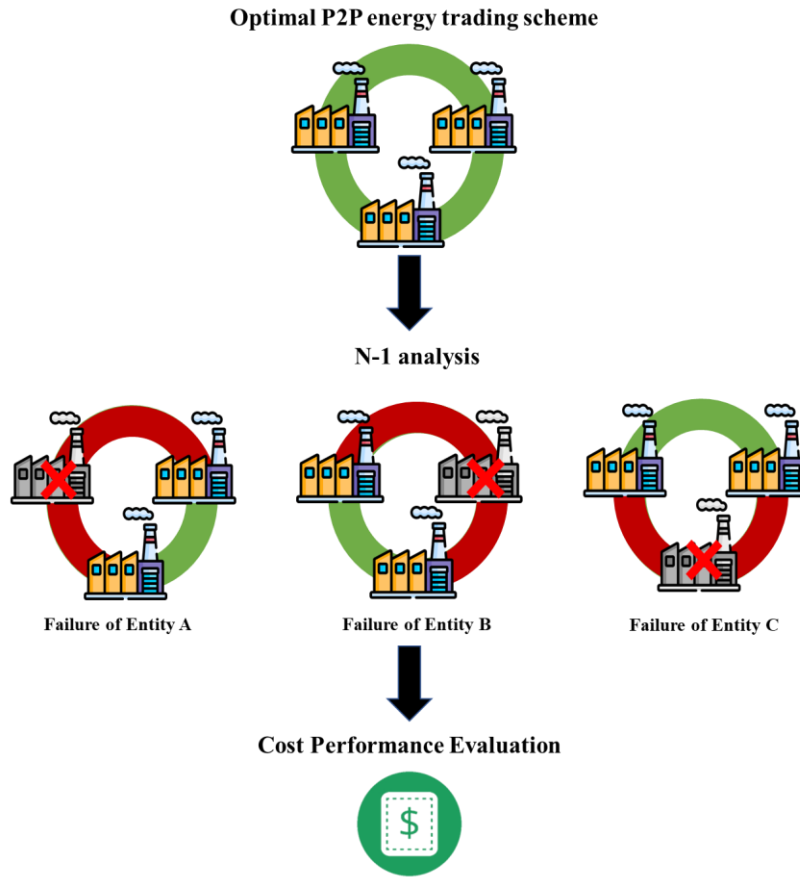 Optimal P2P energy trading scheme
N-1 analysis
Failure of Entity A
Failure of Entity B
Failure of Entity C
Cost Performance Evaluation
$